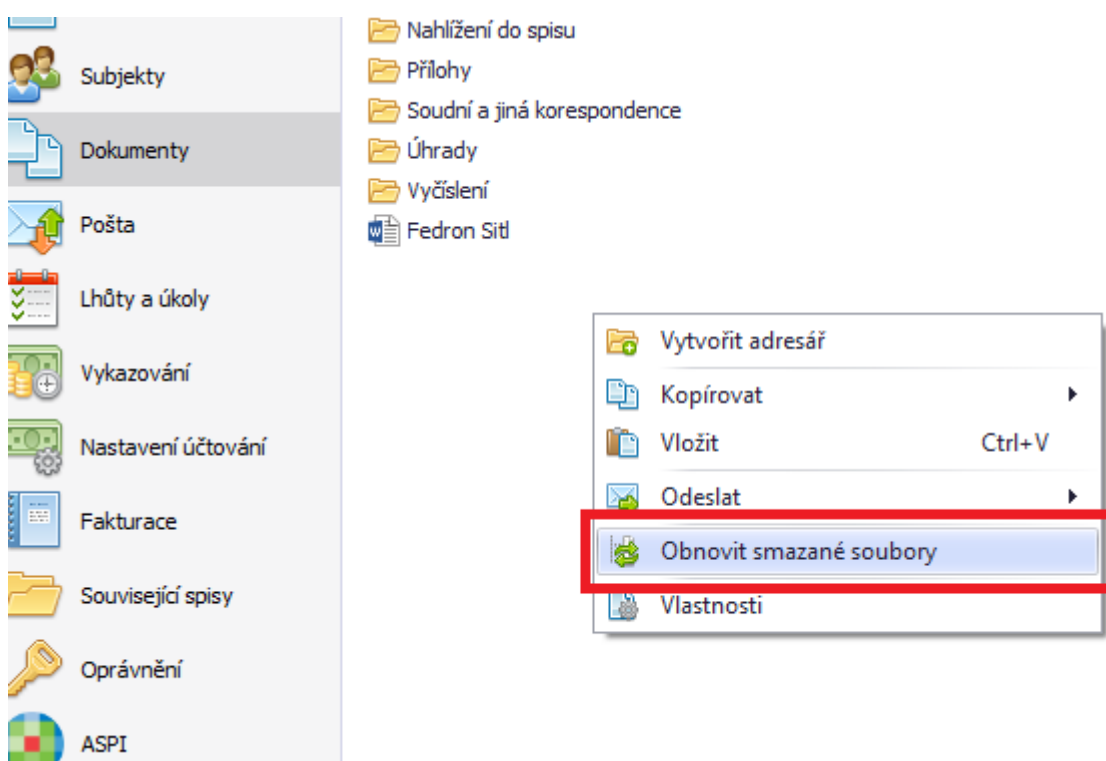 Subjekty
Dokumenty
Pošta
Lhůty a úkoly
Vykazování
Nastavení účtování
Fakturace
Související spisy
Oprávnění
ASPI
Nahlížení do spisu
Přílohy
Soudní a jiná korespondence
Úhrady
Vyčíslení
Fedron Sitl
Vytvořit adresář
Kopírovat
Vložit Ctrl+V
Odeslat
Obnovit smazané soubory
Vlastnosti